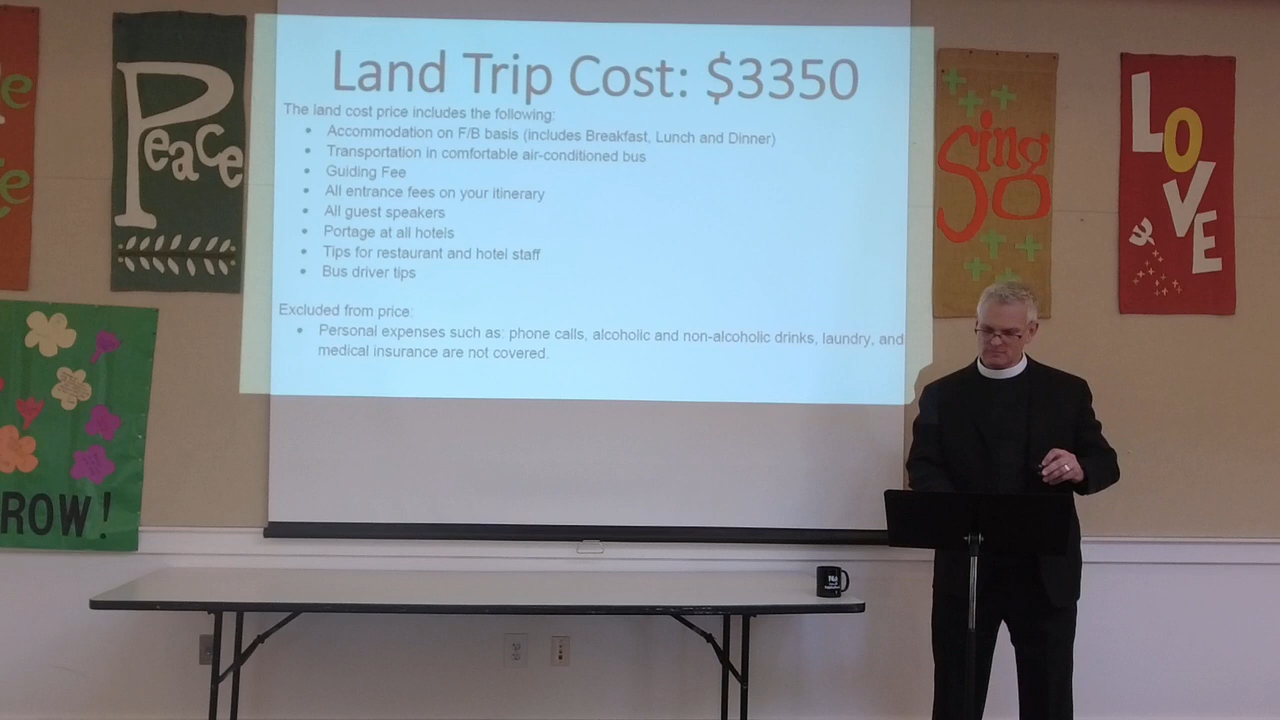 Peace
Land Trip Cost: $3350
The land cost price includes the following:
• Accommodation on F/B basis (includes Breakfast, Lunch and Dinner)
• Transportation in comfortable air-conditioned bus
• Guiding Fee
• All entrance fees on your itinerary
• All guest speakers
• Portage at all hotels
• Tips for restaurant and hotel staff
• Bus driver tips
Excluded from price:
• Personal expenses such as: phone calls, alcoholic and non-alcoholic drinks, laundry, and
medical insurance are not covered.
Sing
LOVE
ROW!